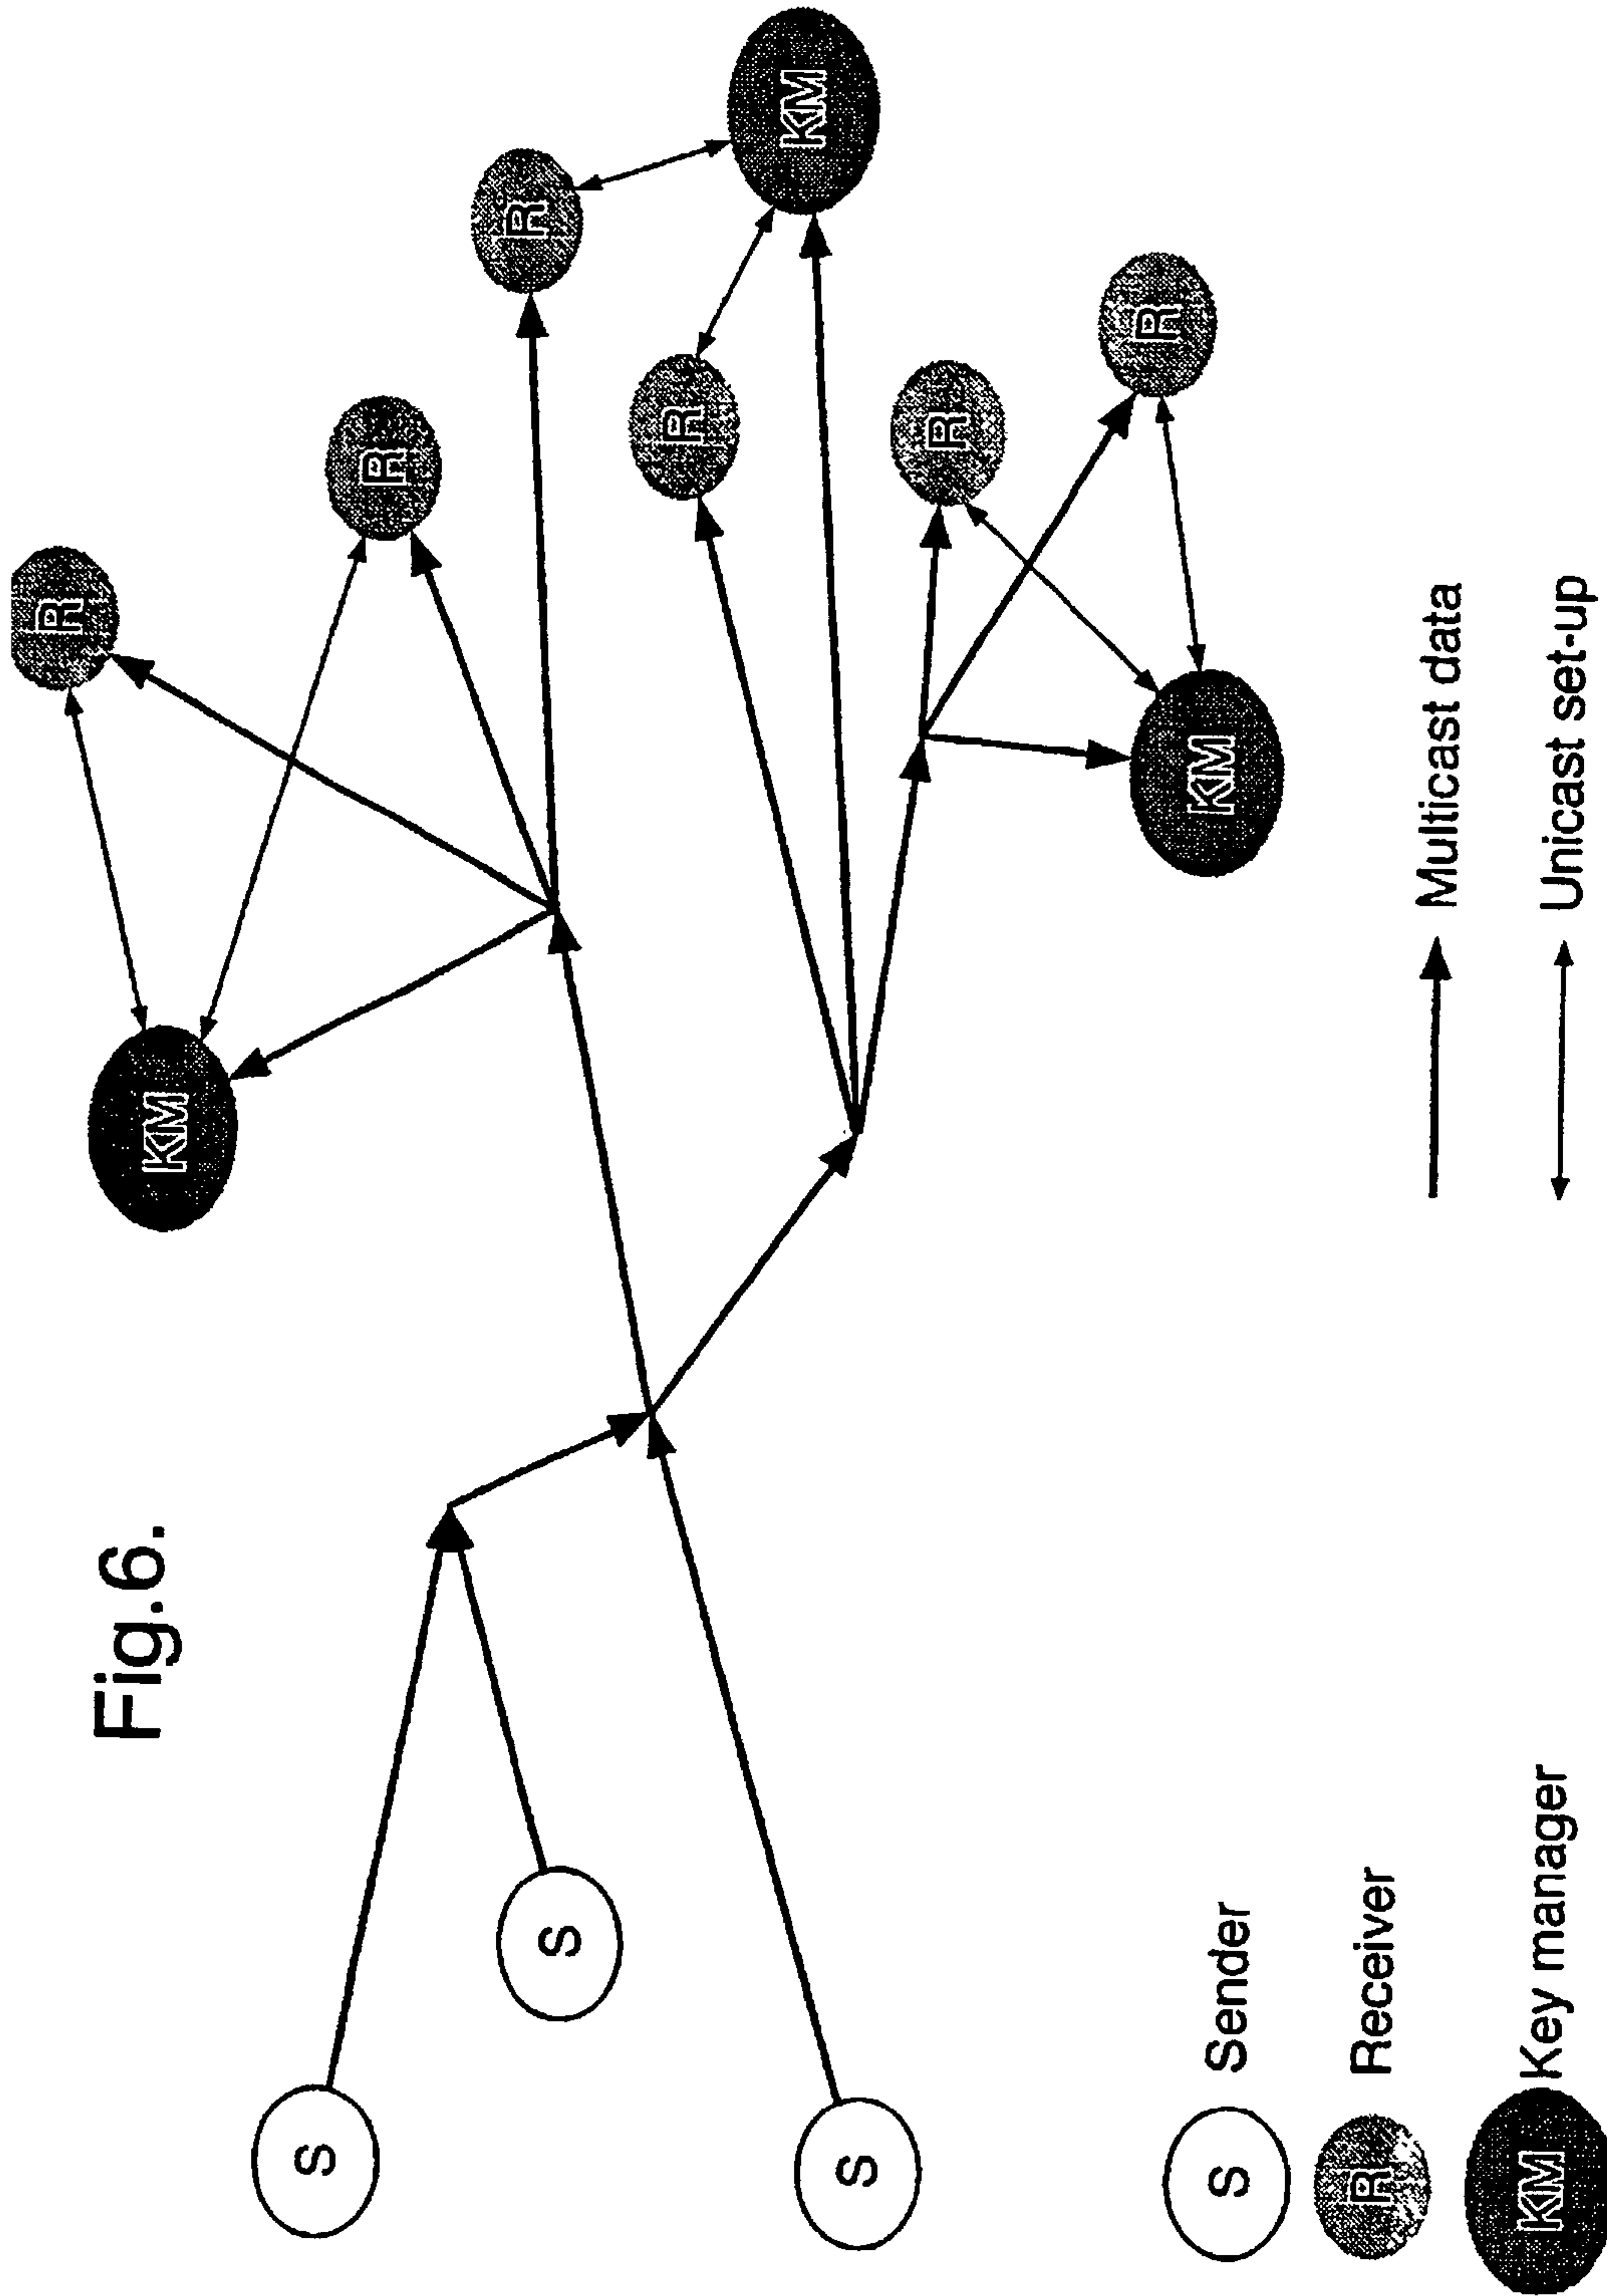 Fig.6.
R
KM
R
R
KM
R
R
R
KM
S
S
S
S Sender
R Receiver
KM Key manager
Multicast data
Unicast set-up